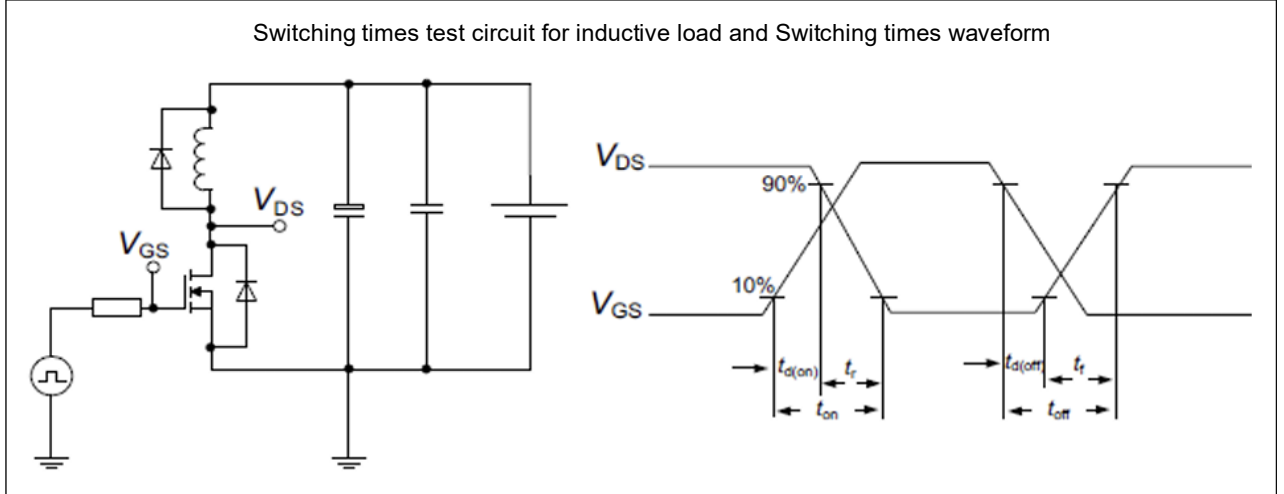 Switching times test circuit for inductive load and Switching times waveform
VDS
VGS
VDS
90%
10%
VGS
td(on)
tr
ton
td(off)
tf
toff